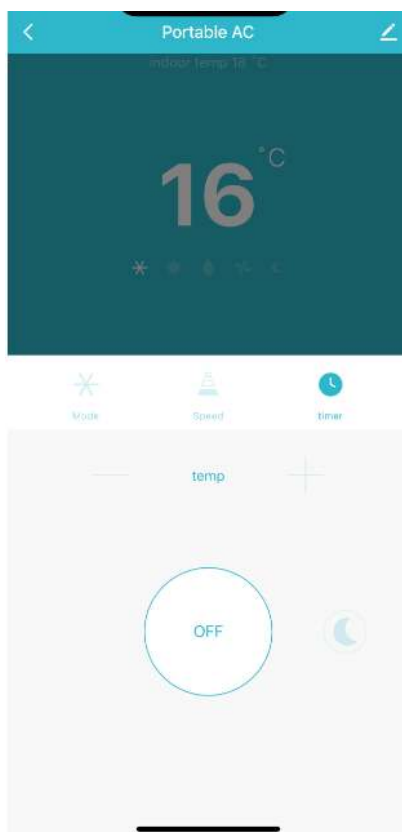 Portable AC
indoor temp 18 °C
16 °C
Mode
Speed
timer
temp
OFF